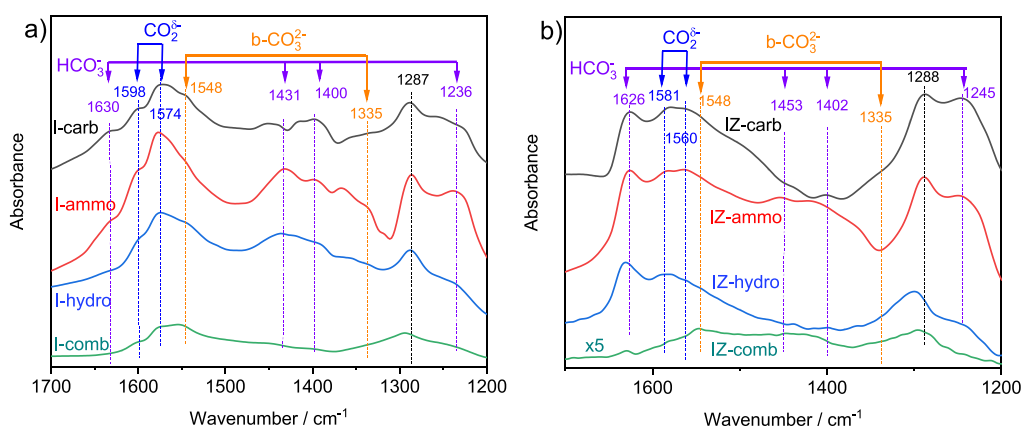 a)
CO₂^δ-
b-CO₃²⁻
HCO₃⁻
1598
1548
1287
1630
1574
1431
1400
1335
1236
I-carb
I-ammo
I-hydro
I-comb
Absorbance
1700 1600 1500 1400 1300 1200
Wavenumber / cm⁻¹
b)
CO₂^δ-
b-CO₃²⁻
HCO₃⁻
1288
1626
1581
1548
1453
1402
1335
1245
1560
IZ-carb
IZ-ammo
IZ-hydro
x5
IZ-comb
Absorbance
1600 1400 1200
Wavenumber / cm⁻¹